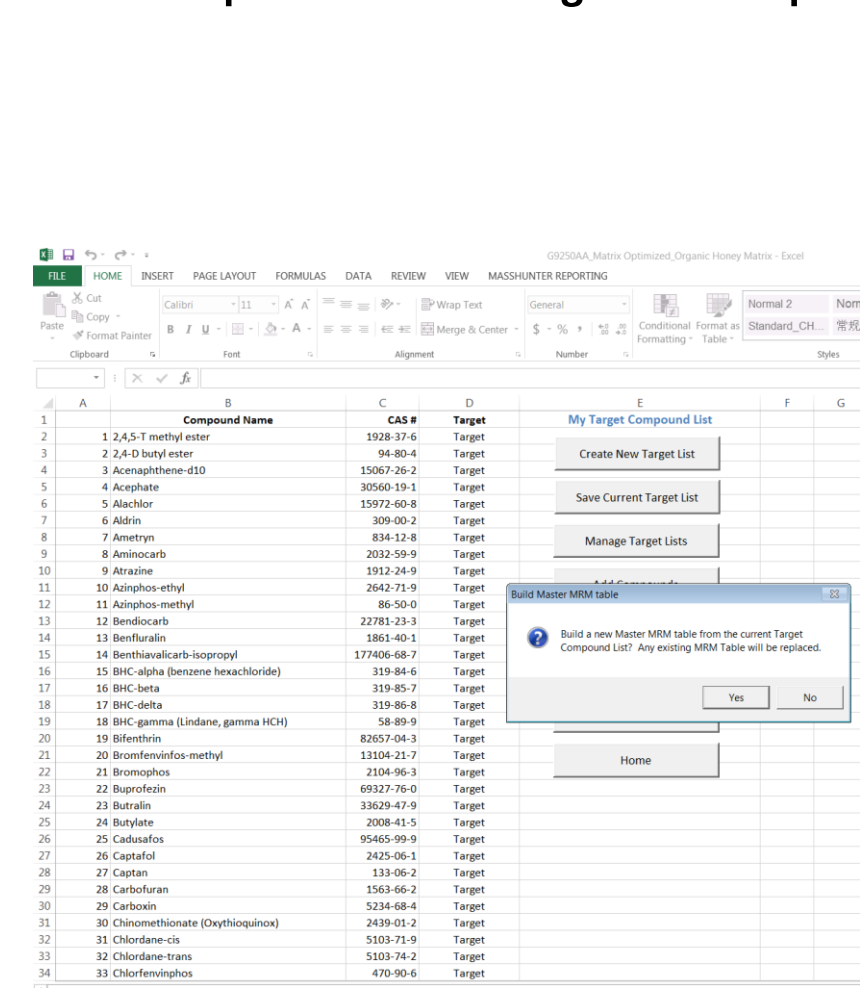 G9250AA_Matrix Optimized_Organic Honey Matrix - Excel
FILE HOME INSERT PAGE LAYOUT FORMULAS DATA REVIEW VIEW MASSHUNTER REPORTING
Cut
Copy
Format Painter
Paste
Calibri 11
B I U
Wrap Text
Merge & Center
General
$ - %
Conditional Formatting
Format as Table
Normal 2
Standard_CH...
常规
Clipboard Font Alignment Number Styles
fx
A B C D E F G
1 Compound Name CAS # Target My Target Compound List
2 1 2,4,5-T methyl ester 1928-37-6 Target
3 2 2,4-D butyl ester 94-80-4 Target Create New Target List
4 3 Acenaphthene-d10 15067-26-2 Target
5 4 Acephate 30560-19-1 Target
6 5 Alachlor 15972-60-8 Target Save Current Target List
7 6 Aldrin 309-00-2 Target
8 7 Ametryn 834-12-8 Target Manage Target Lists
9 8 Aminocarb 2032-59-9 Target
10 9 Atrazine 1912-24-9 Target
11 10 Azinphos-ethyl 2642-71-9 Target
12 11 Azinphos-methyl 86-50-0 Target
13 12 Bendiocarb 22781-23-3 Target
14 13 Benfluralin 1861-40-1 Target
15 14 Benthiavalicarb-isopropyl 177406-68-7 Target
16 15 BHC-alpha (benzene hexachloride) 319-84-6 Target
17 16 BHC-beta 319-85-7 Target
18 17 BHC-delta 319-86-8 Target
19 18 BHC-gamma (Lindane, gamma HCH) 58-89-9 Target
20 19 Bifenthrin 82657-04-3 Target
21 20 Bromfenvinfos-methyl 13104-21-7 Target Home
22 21 Bromophos 2104-96-3 Target
23 22 Buprofezin 69327-76-0 Target
24 23 Butralin 33629-47-9 Target
25 24 Butylate 2008-41-5 Target
26 25 Cadusafos 95465-99-9 Target
27 26 Captafol 2425-06-1 Target
28 27 Captan 133-06-2 Target
29 28 Carbofuran 1563-66-2 Target
30 29 Carboxin 5234-68-4 Target
31 30 Chinomethionate (Oxythioquinox) 2439-01-2 Target
32 31 Chlordane-cis 5103-71-9 Target
33 32 Chlordane-trans 5103-74-2 Target
34 33 Chlorfenvinphos 470-90-6 Target
Build Master MRM table
Build a new Master MRM table from the current Target
Compound List? Any existing MRM Table will be replaced.
Yes No